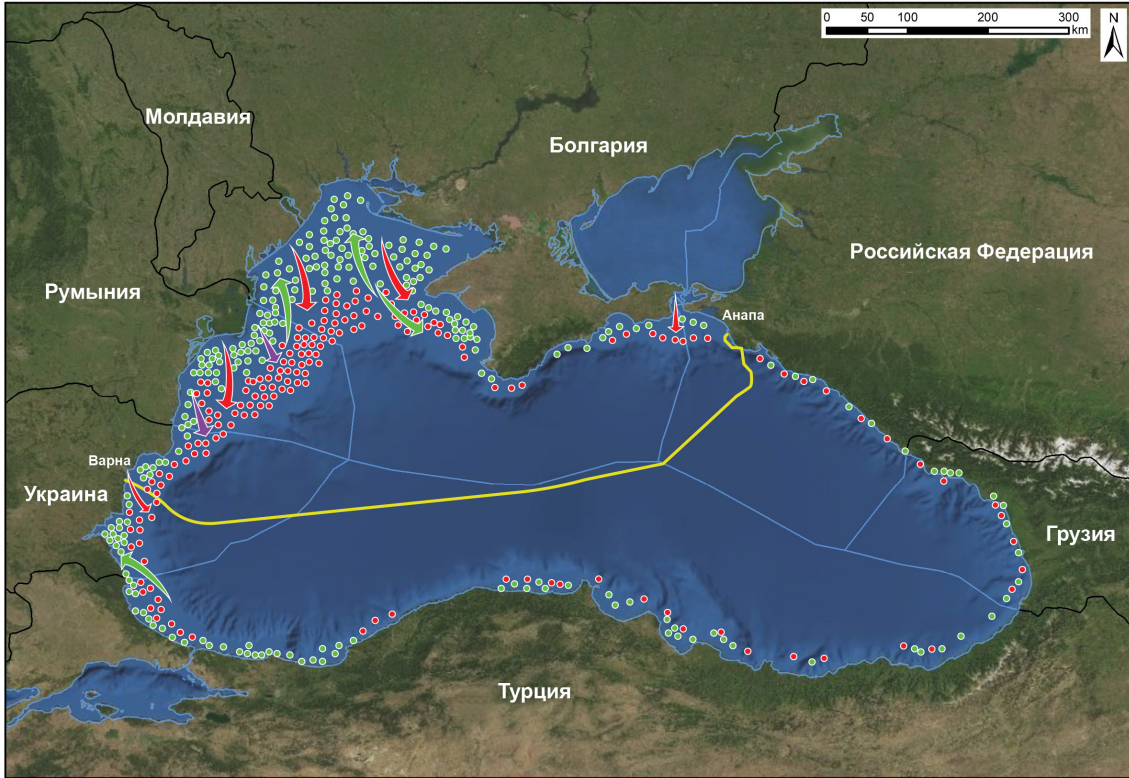 0 50 100 200 300
km
N
Молдавия
Болгария
Российская Федерация
Румыния
Анапа
Варна
Украина
Грузия
Турция